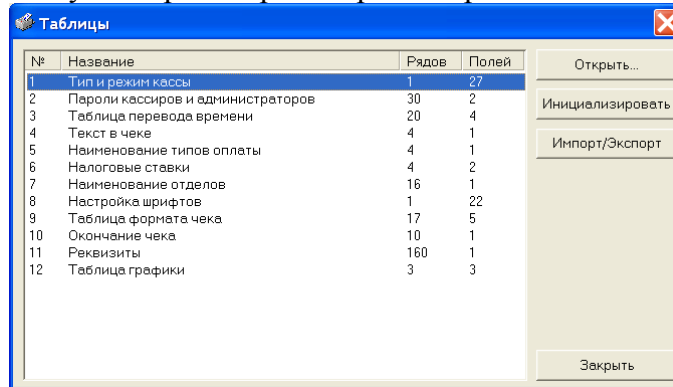 Таблицы
№ Название Рядов Полей
1 Тип и режим кассы 1 27
2 Пароли кассиров и администраторов 30 2
3 Таблица перевода времени 20 4
4 Текст в чеке 4 1
5 Наименование типов оплаты 4 1
6 Налоговые ставки 4 2
7 Наименование отделов 16 1
8 Настройка шрифтов 1 22
9 Таблица формата чека 17 5
10 Окончание чека 10 1
11 Реквизиты 160 1
12 Таблица графики 3 3
Открыть...
Инициализировать
Импорт/Экспорт
Закрыть